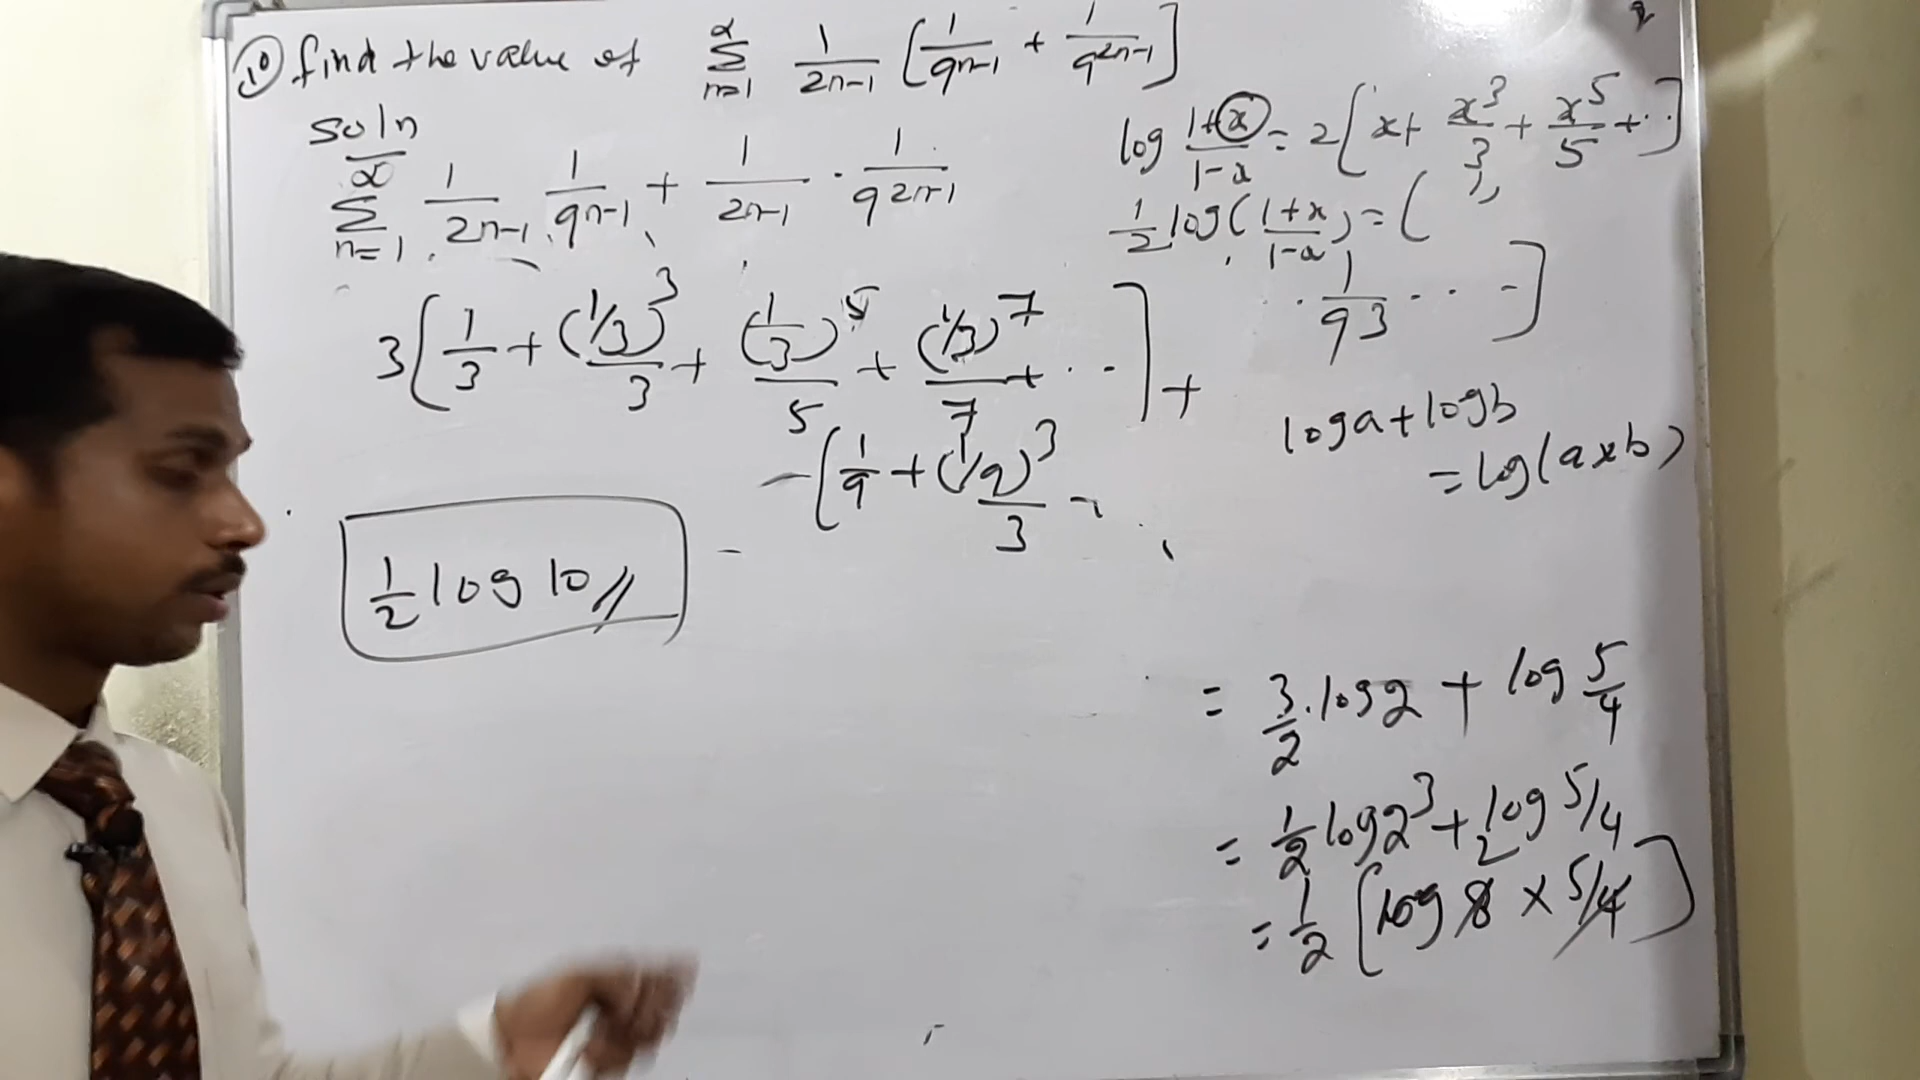 10 find the value of ∑_{n=1}^{∝} 1/(2n-1) [1/9^{n-1} + 1/9^{2n-1}]
soln
∑_{n=1}^{∝} 1/(2n-1) · 1/9^{n-1} + 1/(2n-1) · 1/9^{2n-1}
3[1/3 + (1/3)^3/3 + (1/3)^5/5 + (1/3)^7/7 + ...] +
[1/9 + (1/9)^3/3 -
1/2 log 10 //
log (1+x)/(1-x) = 2[x + x^3/3 + x^5/5 + ...]
1/2 log((1+x)/(1-x)) = ( ,,
. . 1/93 . . - ]
log a + log b
= log(a×b)
= 3/2 . log 2 + log 5/4
= 1/2 log 2^3 + log 5/4
2
= 1/2 [log 8 × 5/4]